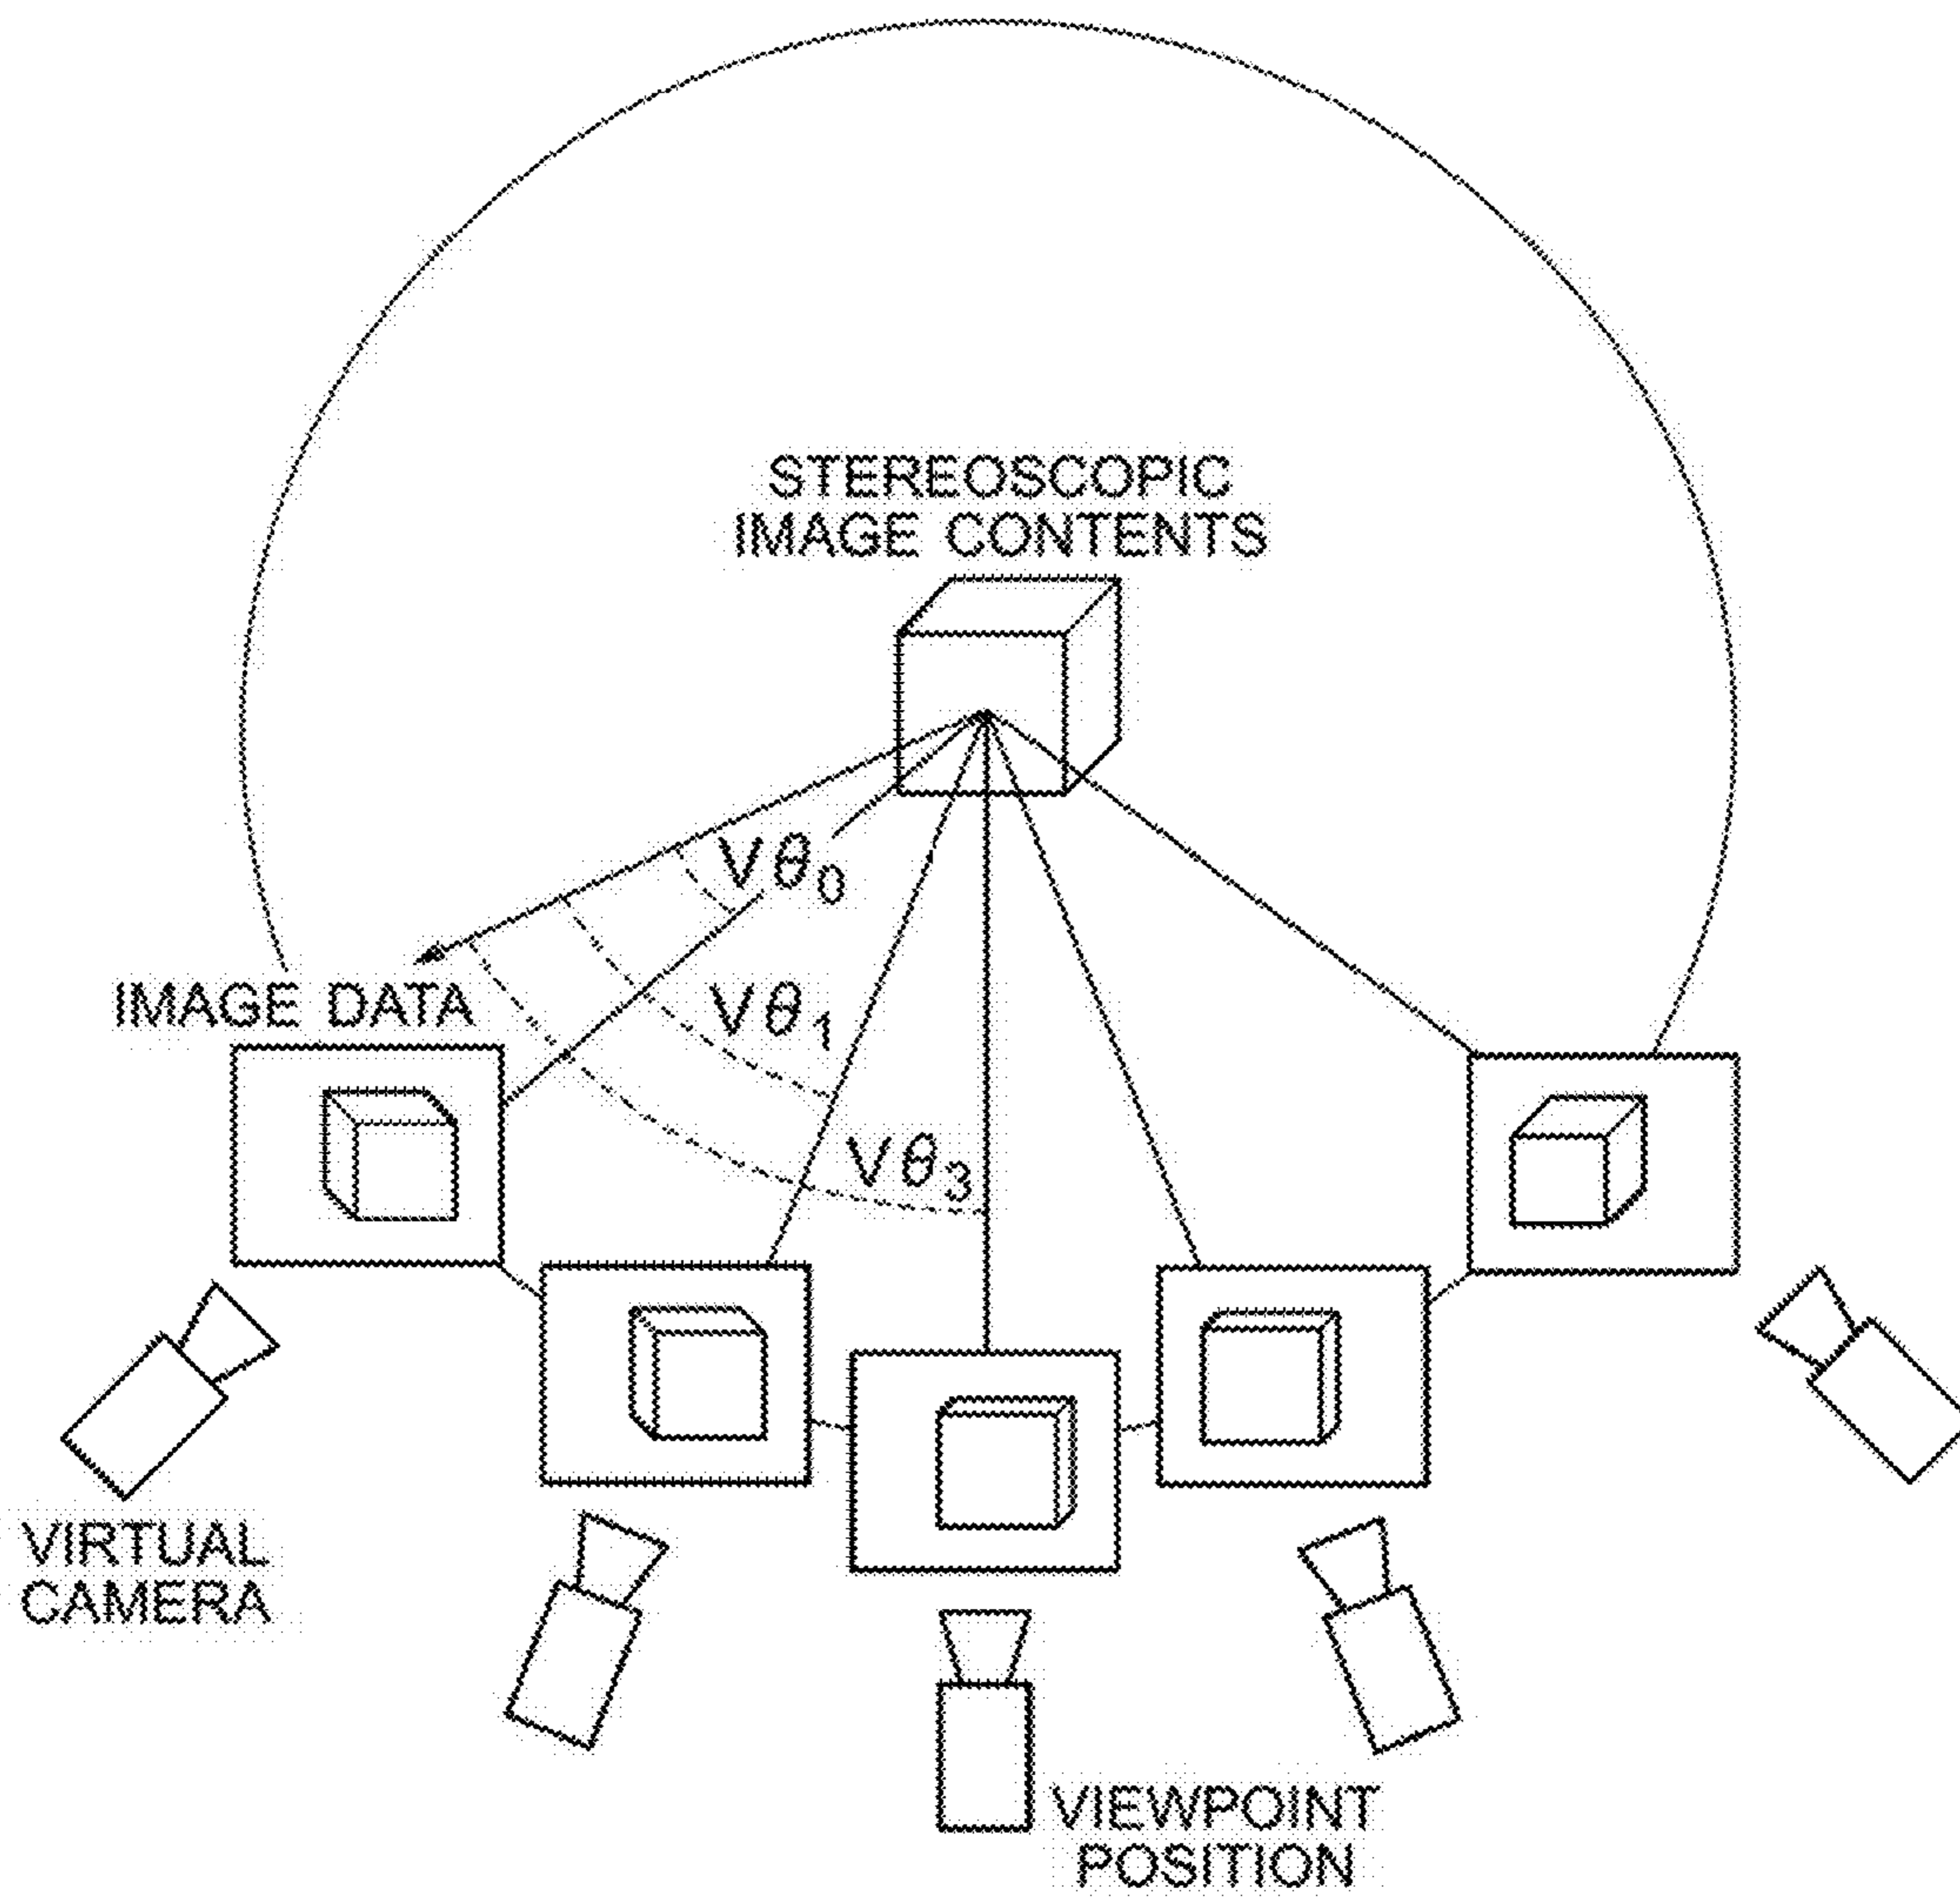 STEREOSCOPIC
IMAGE CONTENTS
Vθ0
IMAGE DATA
Vθ1
Vθ3
VIRTUAL
CAMERA
VIEWPOINT
POSITION